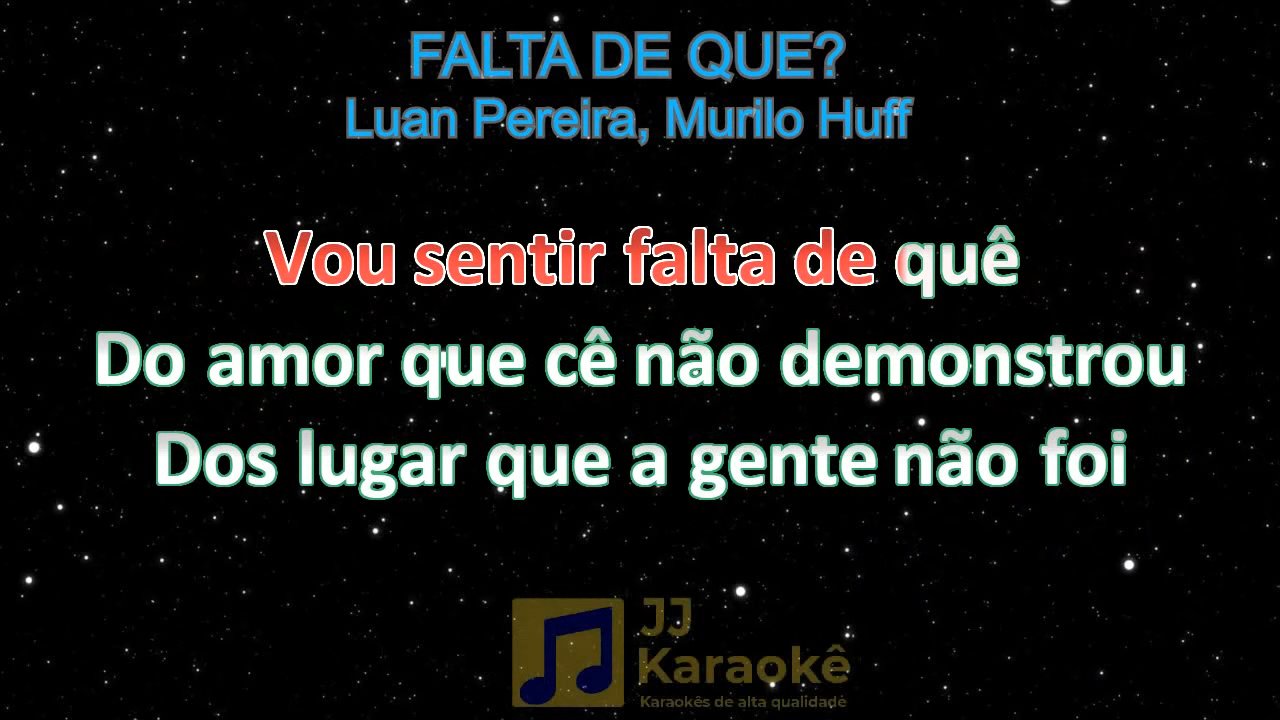 FALTA DE QUE?
Luan Pereira, Murilo Huff
Vou sentir falta de quê
Do amor que cê não demonstrou
Dos lugar que a gente não foi
JJ
Karaokê
Karaokês de alta qualidade